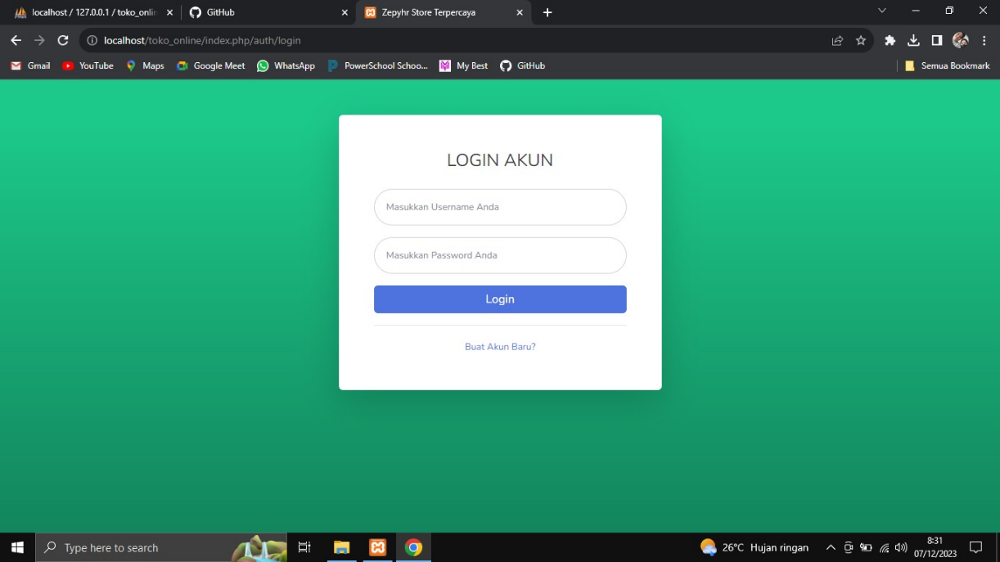 localhost / 127.0.0.1 / toko_onlin
GitHub
Zepyhr Store Terpercaya
localhost/toko_online/index.php/auth/login
Gmail
YouTube
Maps
Google Meet
WhatsApp
PowerSchool Schoo...
My Best
GitHub
Semua Bookmark
LOGIN AKUN
Masukkan Username Anda
Masukkan Password Anda
Login
Buat Akun Baru?
Type here to search
26°C Hujan ringan
8:31
07/12/2023